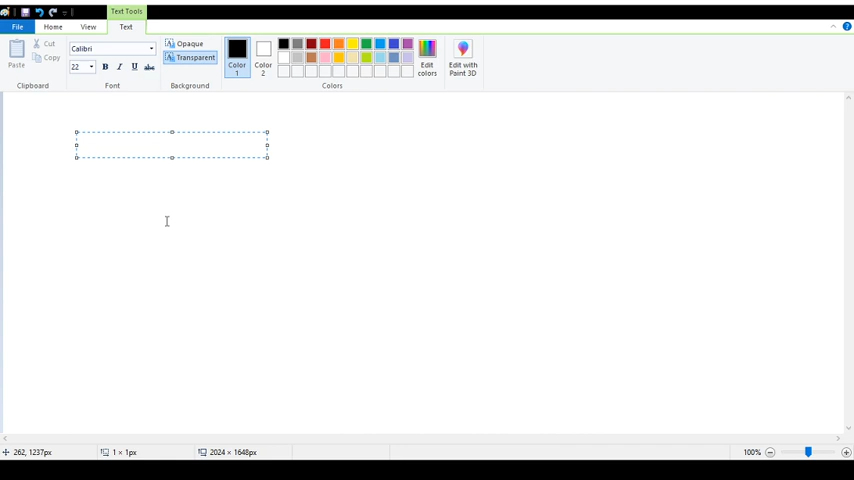 Text Tools
File Home View Text
Paste
Cut
Copy
Clipboard
Calibri
22 B I U abc
Font
Opaque
Transparent
Background
Color 1
Color 2
Edit colors
Colors
Edit with Paint 3D
262, 1237px 1 × 1px 2024 × 1648px 100%